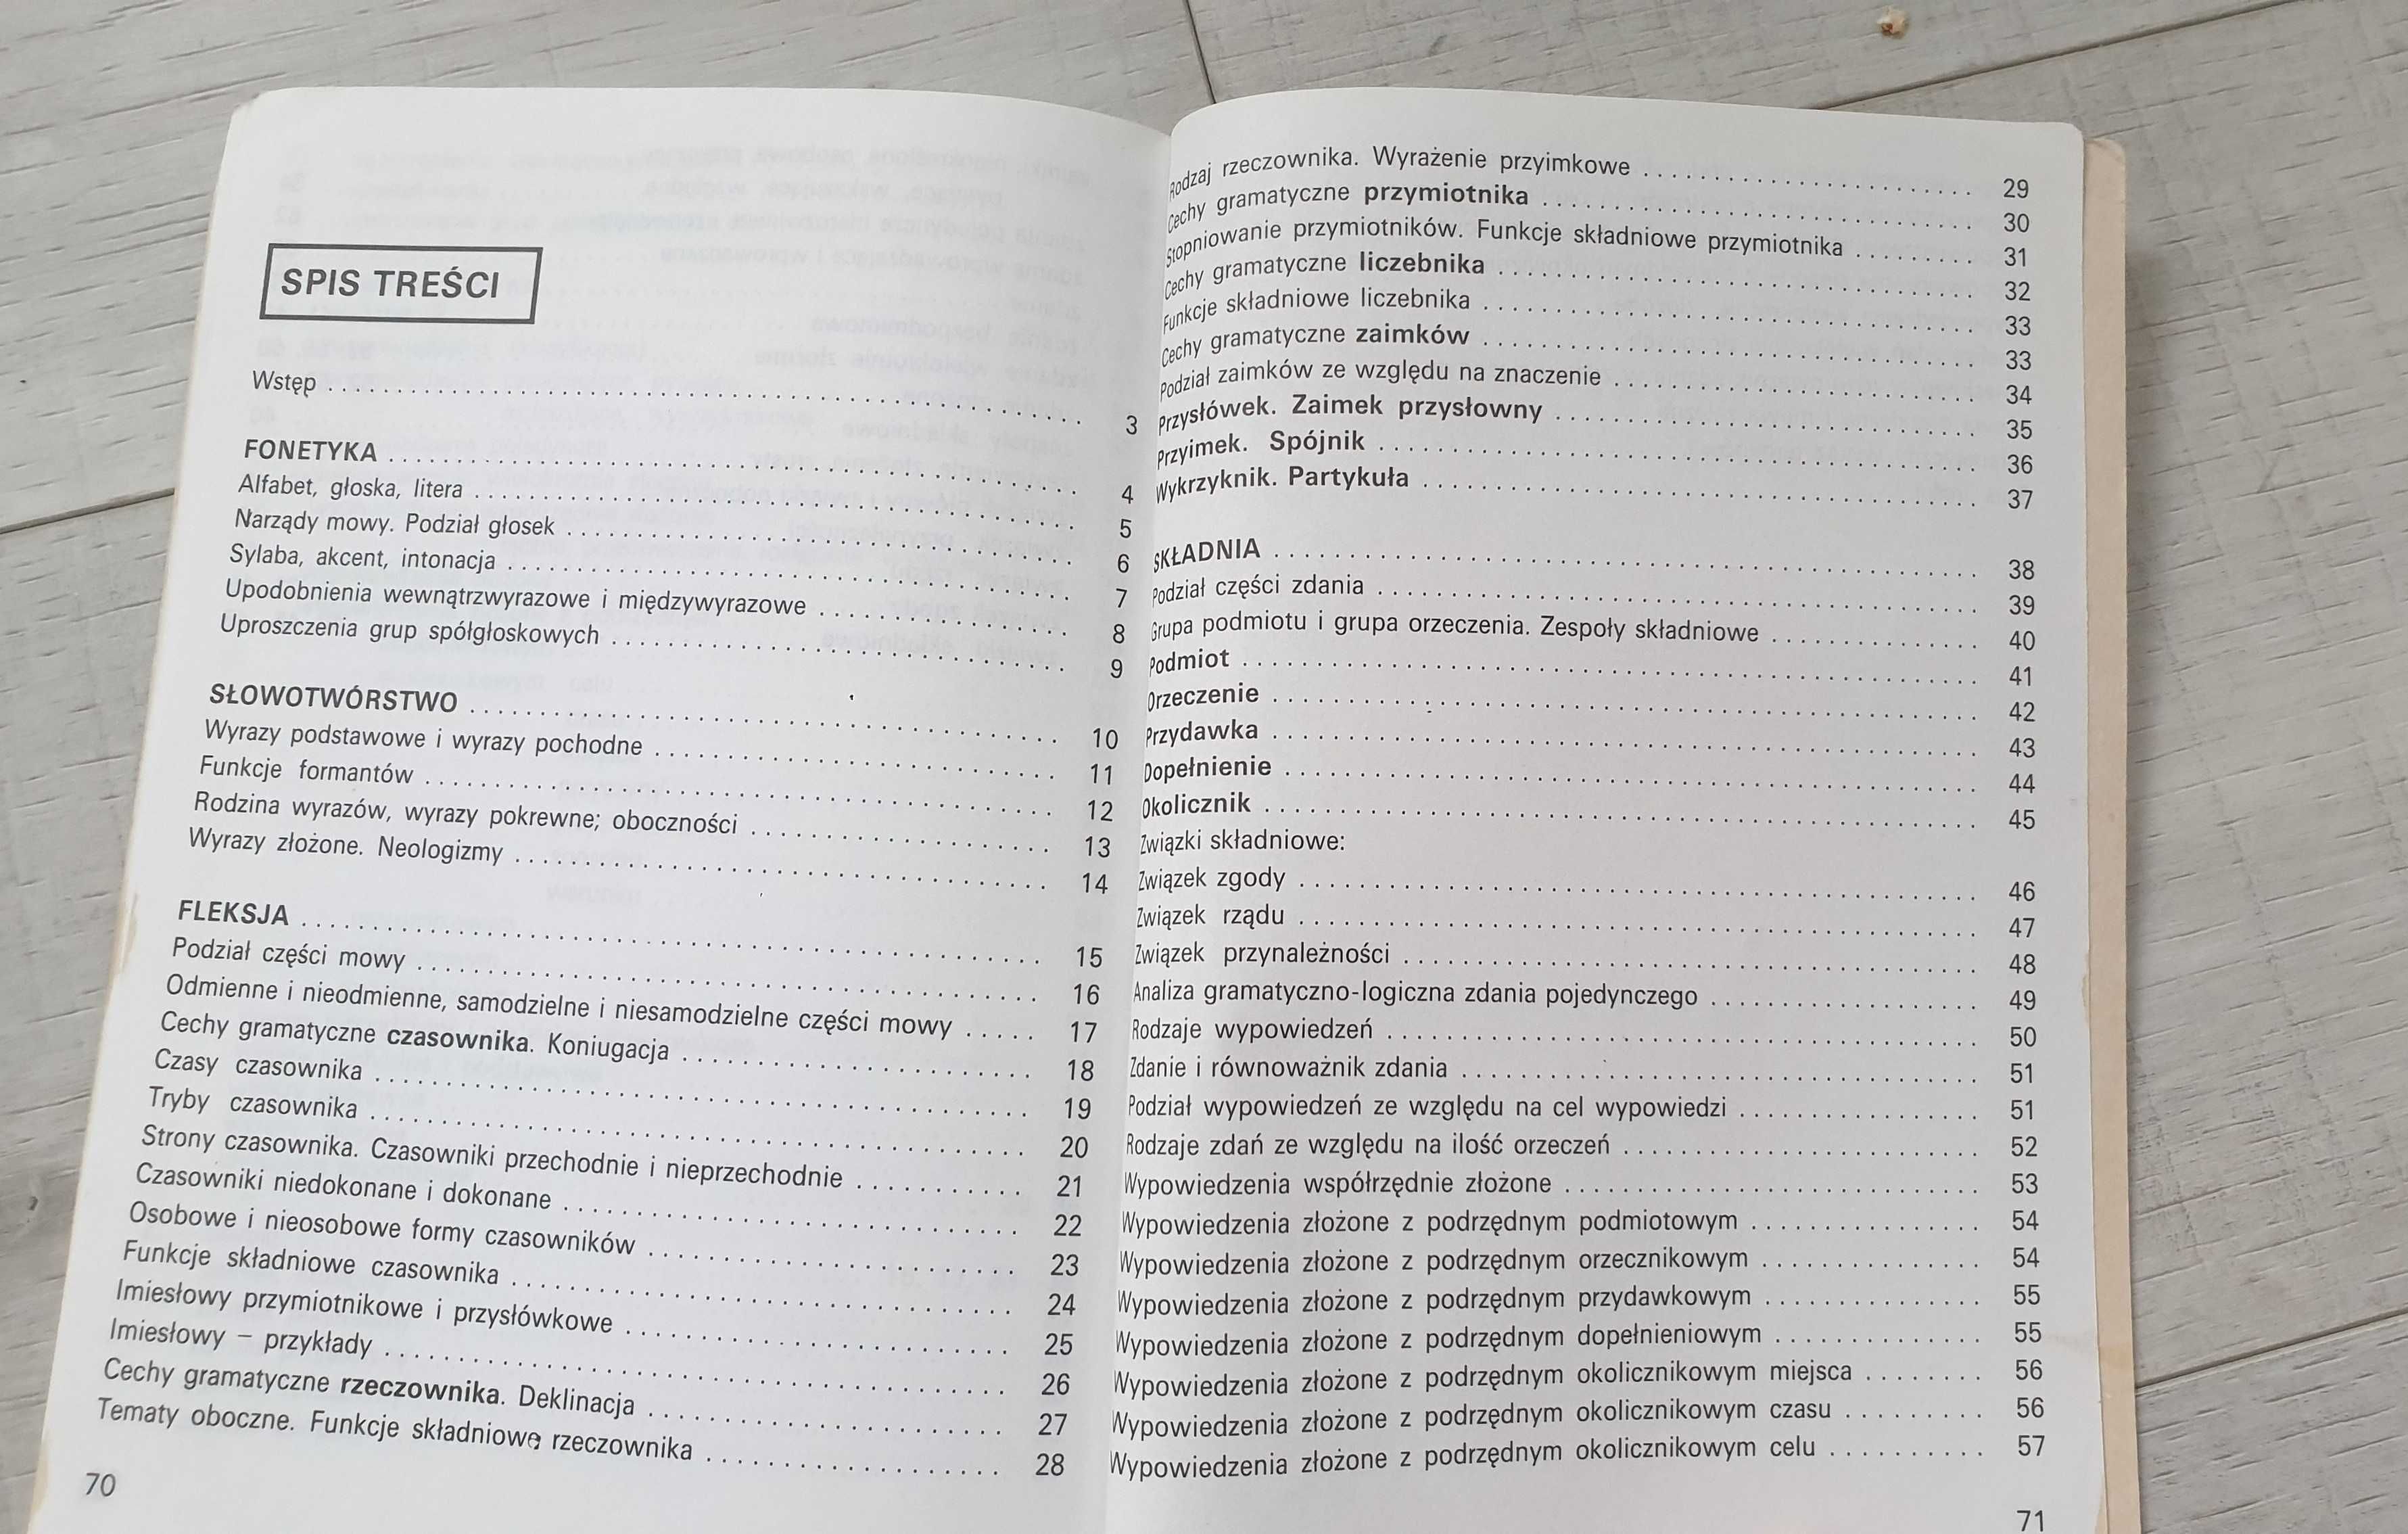 SPIS TREŚCI
Wstęp . . . . . 3
FONETYKA . . . . . 4
Alfabet, głoska, litera . . . . . 5
Narządy mowy. Podział głosek . . . . . 6
Sylaba, akcent, intonacja . . . . . 7
Upodobnienia wewnątrzwyrazowe i międzywyrazowe . . . . . 8
Uproszczenia grup spółgłoskowych . . . . . 9
SŁOWOTWÓRSTWO . . . . . 10
Wyrazy podstawowe i wyrazy pochodne . . . . . 11
Funkcje formantów . . . . . 12
Rodzina wyrazów, wyrazy pokrewne; oboczności . . . . . 13
Wyrazy złożone. Neologizmy . . . . . 14
FLEKSJA . . . . . 15
Podział części mowy . . . . . 16
Odmienne i nieodmienne, samodzielne i niesamodzielne części mowy . . . . . 17
Cechy gramatyczne czasownika. Koniugacja . . . . . 18
Czasy czasownika . . . . . 19
Tryby czasownika . . . . . 20
Strony czasownika. Czasowniki przechodnie i nieprzechodnie . . . . . 21
Czasowniki niedokonane i dokonane . . . . . 22
Osobowe i nieosobowe formy czasowników . . . . . 23
Funkcje składniowe czasownika . . . . . 24
Imiesłowy przymiotnikowe i przysłówkowe . . . . . 25
Imiesłowy – przykłady . . . . . 26
Cechy gramatyczne rzeczownika. Deklinacja . . . . . 27
Tematy oboczne. Funkcje składniowe rzeczownika . . . . . 28
70
Rodzaj rzeczownika. Wyrażenie przyimkowe . . . . . 29
Cechy gramatyczne przymiotnika . . . . . 30
Stopniowanie przymiotników. Funkcje składniowe przymiotnika . . . . . 31
Cechy gramatyczne liczebnika . . . . . 32
Funkcje składniowe liczebnika . . . . . 33
Cechy gramatyczne zaimków . . . . . 33
Podział zaimków ze względu na znaczenie . . . . . 34
Przysłówek. Zaimek przysłowny . . . . . 35
Przyimek. Spójnik . . . . . 36
Wykrzyknik. Partykuła . . . . . 37
SKŁADNIA . . . . . 38
Podział części zdania . . . . . 39
Grupa podmiotu i grupa orzeczenia. Zespoły składniowe . . . . . 40
Podmiot . . . . . 41
Orzeczenie . . . . . 42
Przydawka . . . . . 43
Dopełnienie . . . . . 44
Okolicznik . . . . . 45
Związki składniowe:
Związek zgody . . . . . 46
Związek rządu . . . . . 47
Związek przynależności . . . . . 48
Analiza gramatyczno-logiczna zdania pojedynczego . . . . . 49
Rodzaje wypowiedzeń . . . . . 50
Zdanie i równoważnik zdania . . . . . 51
Podział wypowiedzeń ze względu na cel wypowiedzi . . . . . 51
Rodzaje zdań ze względu na ilość orzeczeń . . . . . 52
Wypowiedzenia współrzędnie złożone . . . . . 53
Wypowiedzenia złożone z podrzędnym podmiotowym . . . . . 54
Wypowiedzenia złożone z podrzędnym orzecznikowym . . . . . 54
Wypowiedzenia złożone z podrzędnym przydawkowym . . . . . 55
Wypowiedzenia złożone z podrzędnym dopełnieniowym . . . . . 55
Wypowiedzenia złożone z podrzędnym okolicznikowym miejsca . . . . . 56
Wypowiedzenia złożone z podrzędnym okolicznikowym czasu . . . . . 56
Wypowiedzenia złożone z podrzędnym okolicznikowym celu . . . . . 57
71